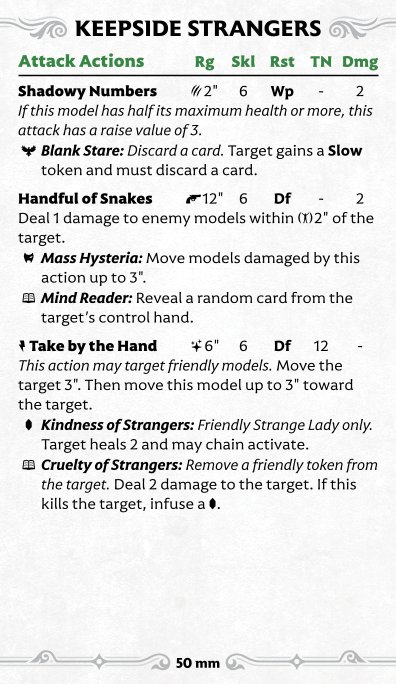 KEEPSIDE STRANGERS
Attack Actions Rg Skl Rst TN Dmg
Shadowy Numbers 2" 6 Wp - 2
If this model has half its maximum health or more, this
attack has a raise value of 3.
Blank Stare: Discard a card. Target gains a Slow
token and must discard a card.
Handful of Snakes 12" 6 Df - 2
Deal 1 damage to enemy models within 2" of the
target.
Mass Hysteria: Move models damaged by this
action up to 3".
Mind Reader: Reveal a random card from the
target's control hand.
Take by the Hand 6" 6 Df 12 -
This action may target friendly models. Move the
target 3". Then move this model up to 3" toward
the target.
Kindness of Strangers: Friendly Strange Lady only.
Target heals 2 and may chain activate.
Cruelty of Strangers: Remove a friendly token from
the target. Deal 2 damage to the target. If this
kills the target, infuse a .
50 mm